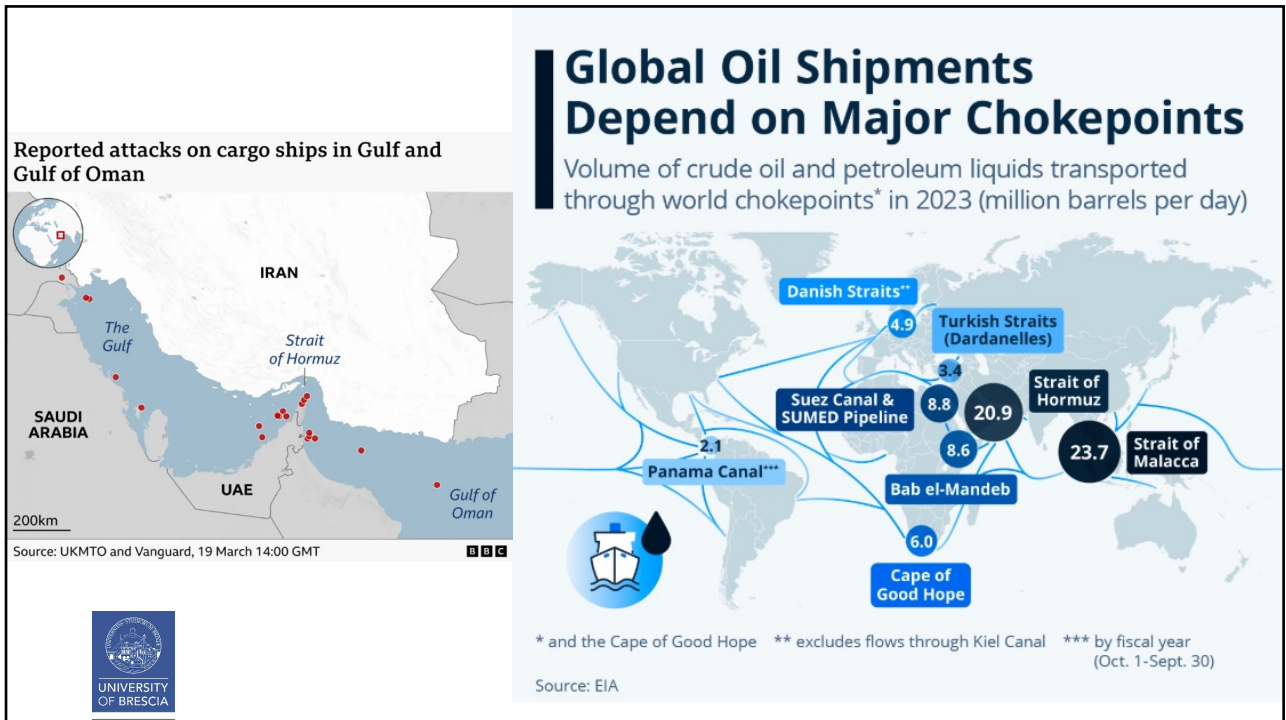 Reported attacks on cargo ships in Gulf and
Gulf of Oman
IRAN
The
Gulf
Strait
of Hormuz
SAUDI
ARABIA
UAE
Gulf of
Oman
200km
Source: UKMTO and Vanguard, 19 March 14:00 GMT
BBC
UNIVERSITY
OF BRESCIA
Global Oil Shipments
Depend on Major Chokepoints
Volume of crude oil and petroleum liquids transported
through world chokepoints* in 2023 (million barrels per day)
Danish Straits**
4.9
Turkish Straits
(Dardanelles)
3.4
Suez Canal &
SUMED Pipeline
8.8
20.9
Strait of
Hormuz
8.6
Bab el-Mandeb
23.7
Strait of
Malacca
2.1
Panama Canal***
6.0
Cape of
Good Hope
* and the Cape of Good Hope ** excludes flows through Kiel Canal *** by fiscal year
(Oct. 1-Sept. 30)
Source: EIA